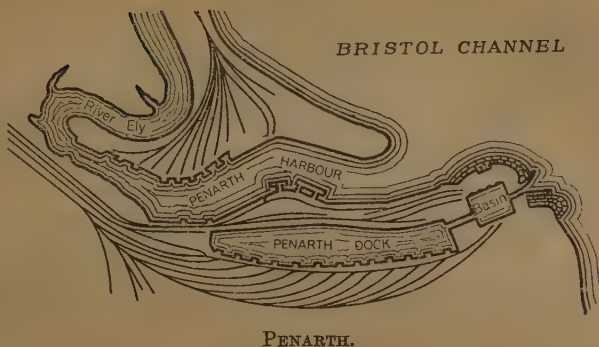 BRISTOL CHANNEL
River Ely
PENARTH HARBOUR
Basin
PENARTH DOCK
PENARTH.